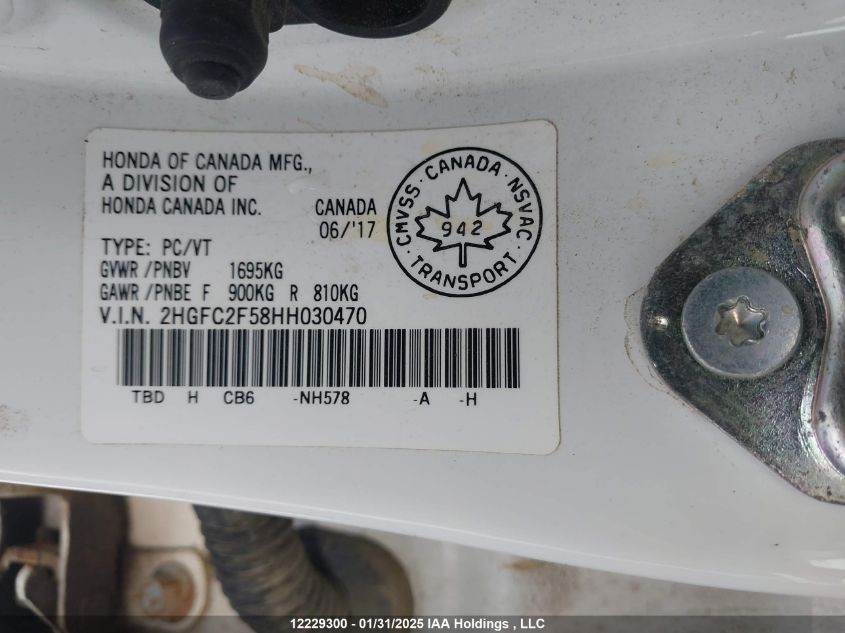 HONDA OF CANADA MFG.,
A DIVISION OF
HONDA CANADA INC.
CANADA
06/'17
CMVSS · CANADA · NSVAC ·
942
TRANSPORT
TYPE: PC/VT
GVWR /PNBV 1695KG
GAWR /PNBE F 900KG R 810KG
V.I.N. 2HGFC2F58HH030470
TBD H CB6 -NH578 -A -H
12229300 - 01/31/2025 IAA Holdings , LLC